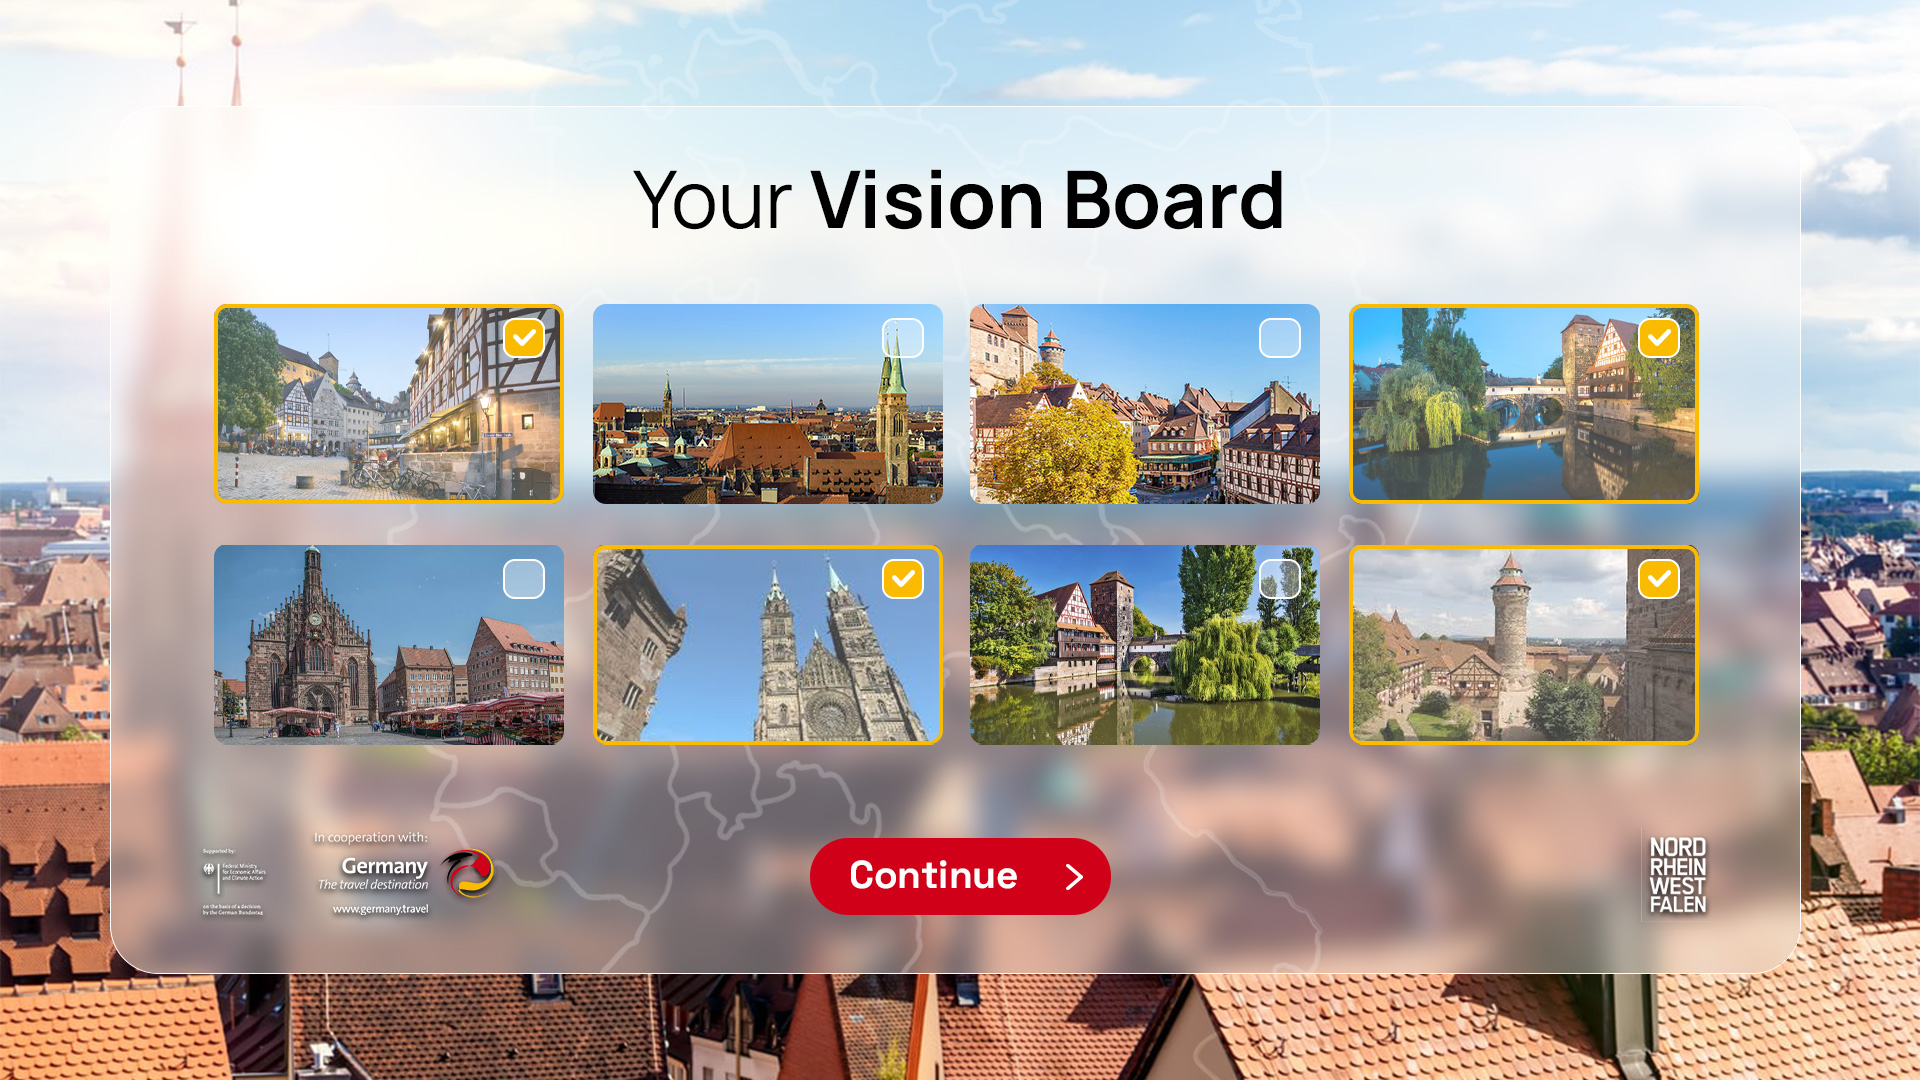 Your Vision Board
Supported by:
Federal Ministry
for Economic Affairs
and Climate Action
on the basis of a decision
by the German Bundestag
In cooperation with:
Germany
The travel destination
www.germany.travel
Continue
NORD
RHEIN
WEST
FALEN